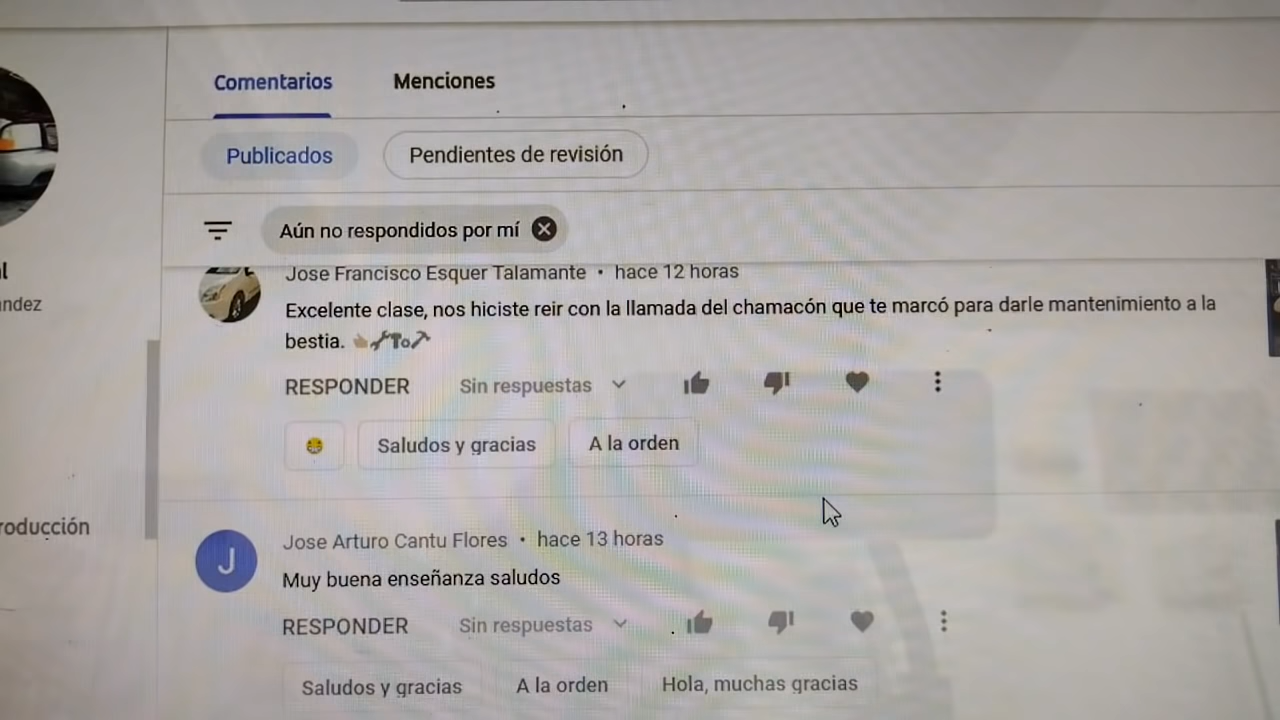 Comentarios
Menciones
Publicados
Pendientes de revisión
Aún no respondidos por mí
l
ndez
Jose Francisco Esquer Talamante • hace 12 horas
Excelente clase, nos hiciste reir con la llamada del chamacón que te marcó para darle mantenimiento a la
bestia.
RESPONDER
Sin respuestas
Saludos y gracias
A la orden
roducción
J
Jose Arturo Cantu Flores • hace 13 horas
Muy buena enseñanza saludos
RESPONDER
Sin respuestas
Saludos y gracias
A la orden
Hola, muchas gracias